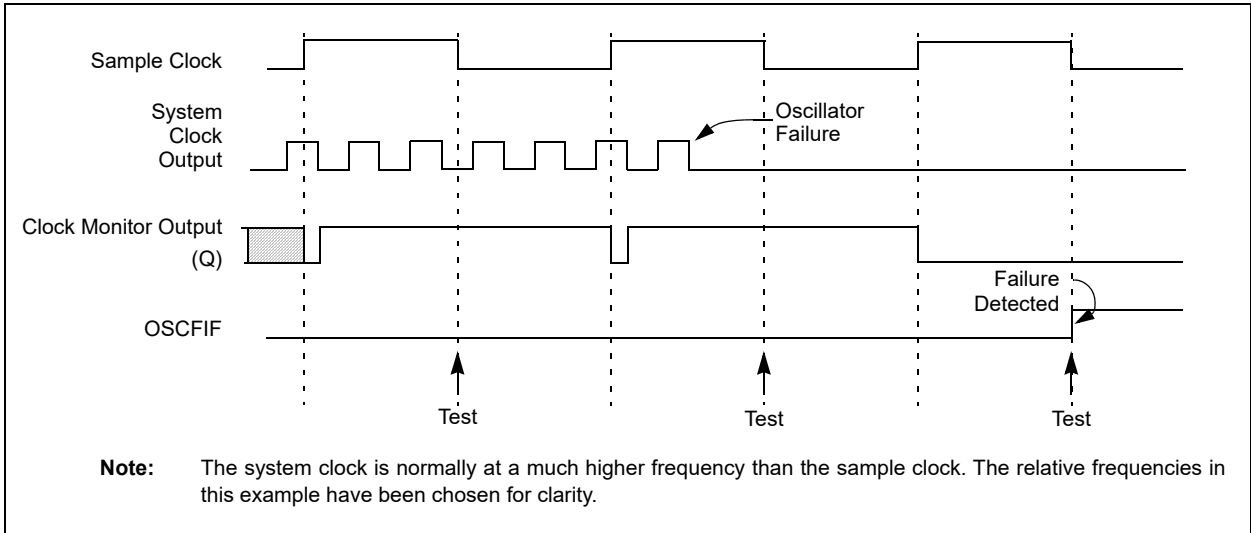 Sample Clock
System
Clock
Output
Oscillator
Failure
Clock Monitor Output
(Q)
Failure
Detected
OSCFIF
Test
Test
Test
Note: The system clock is normally at a much higher frequency than the sample clock. The relative frequencies in
this example have been chosen for clarity.